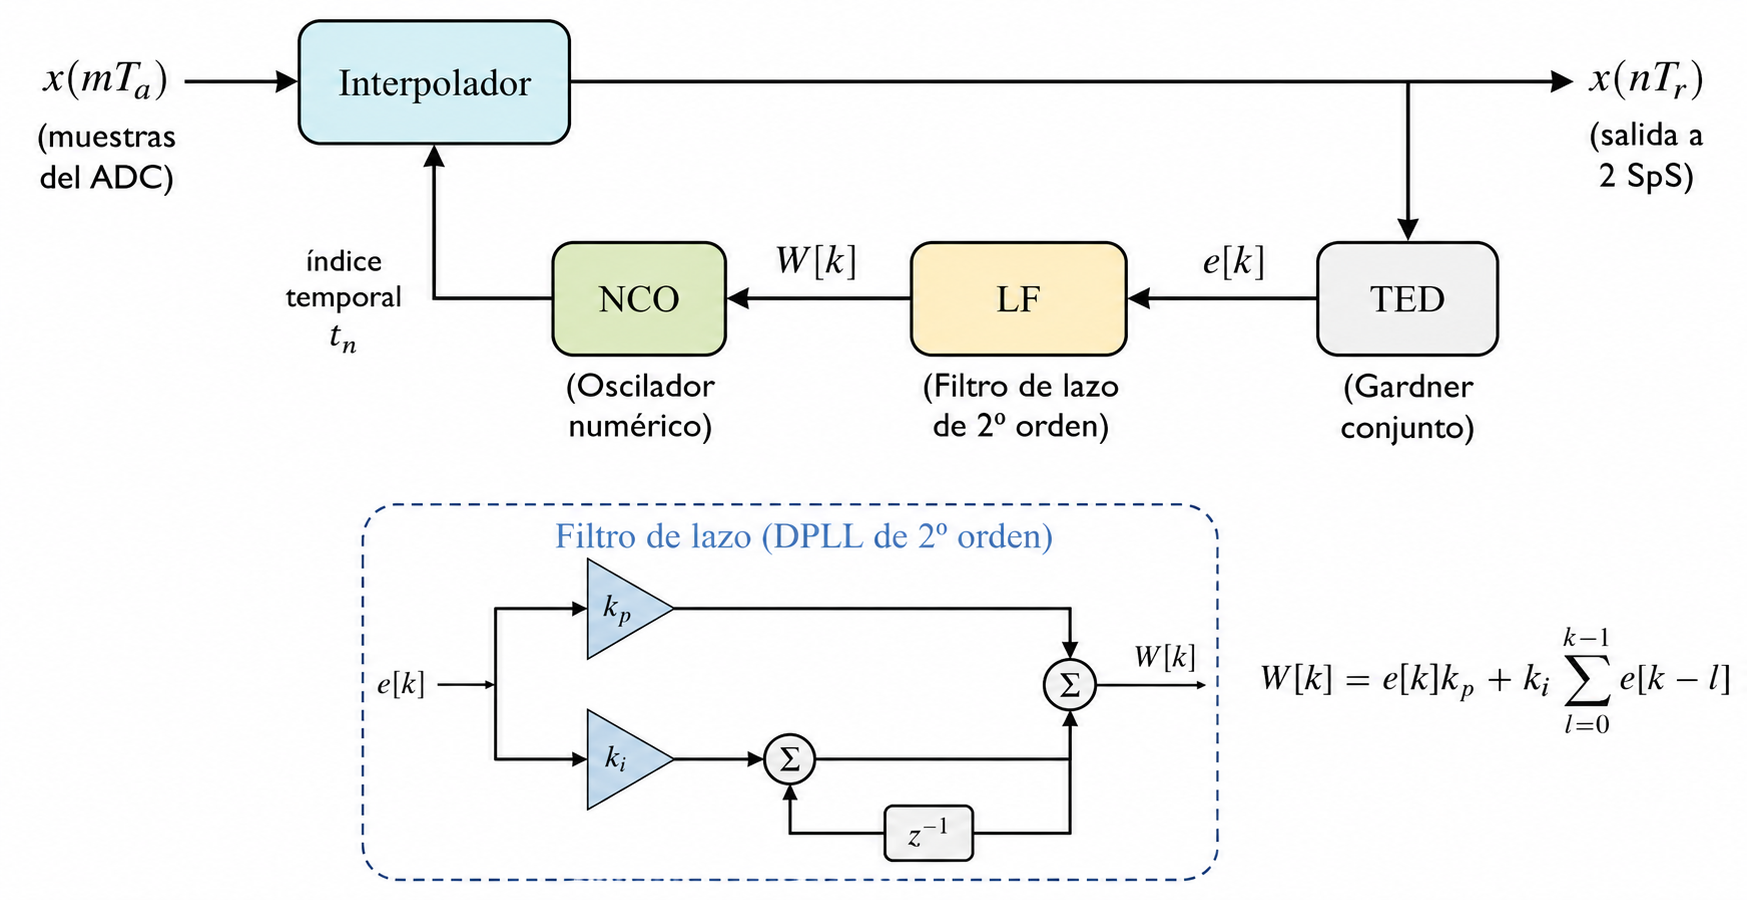 x(mT_a)
(muestras
del ADC)
Interpolador
x(nT_r)
(salida a
2 SpS)
índice
temporal
t_n
NCO
(Oscilador
numérico)
W[k]
LF
(Filtro de lazo
de 2º orden)
e[k]
TED
(Gardner
conjunto)
Filtro de lazo (DPLL de 2º orden)
e[k]
k_p
k_i
Σ
z^{-1}
Σ
W[k]
W[k] = e[k]k_p + k_i \sum_{l=0}^{k-1} e[k − l]